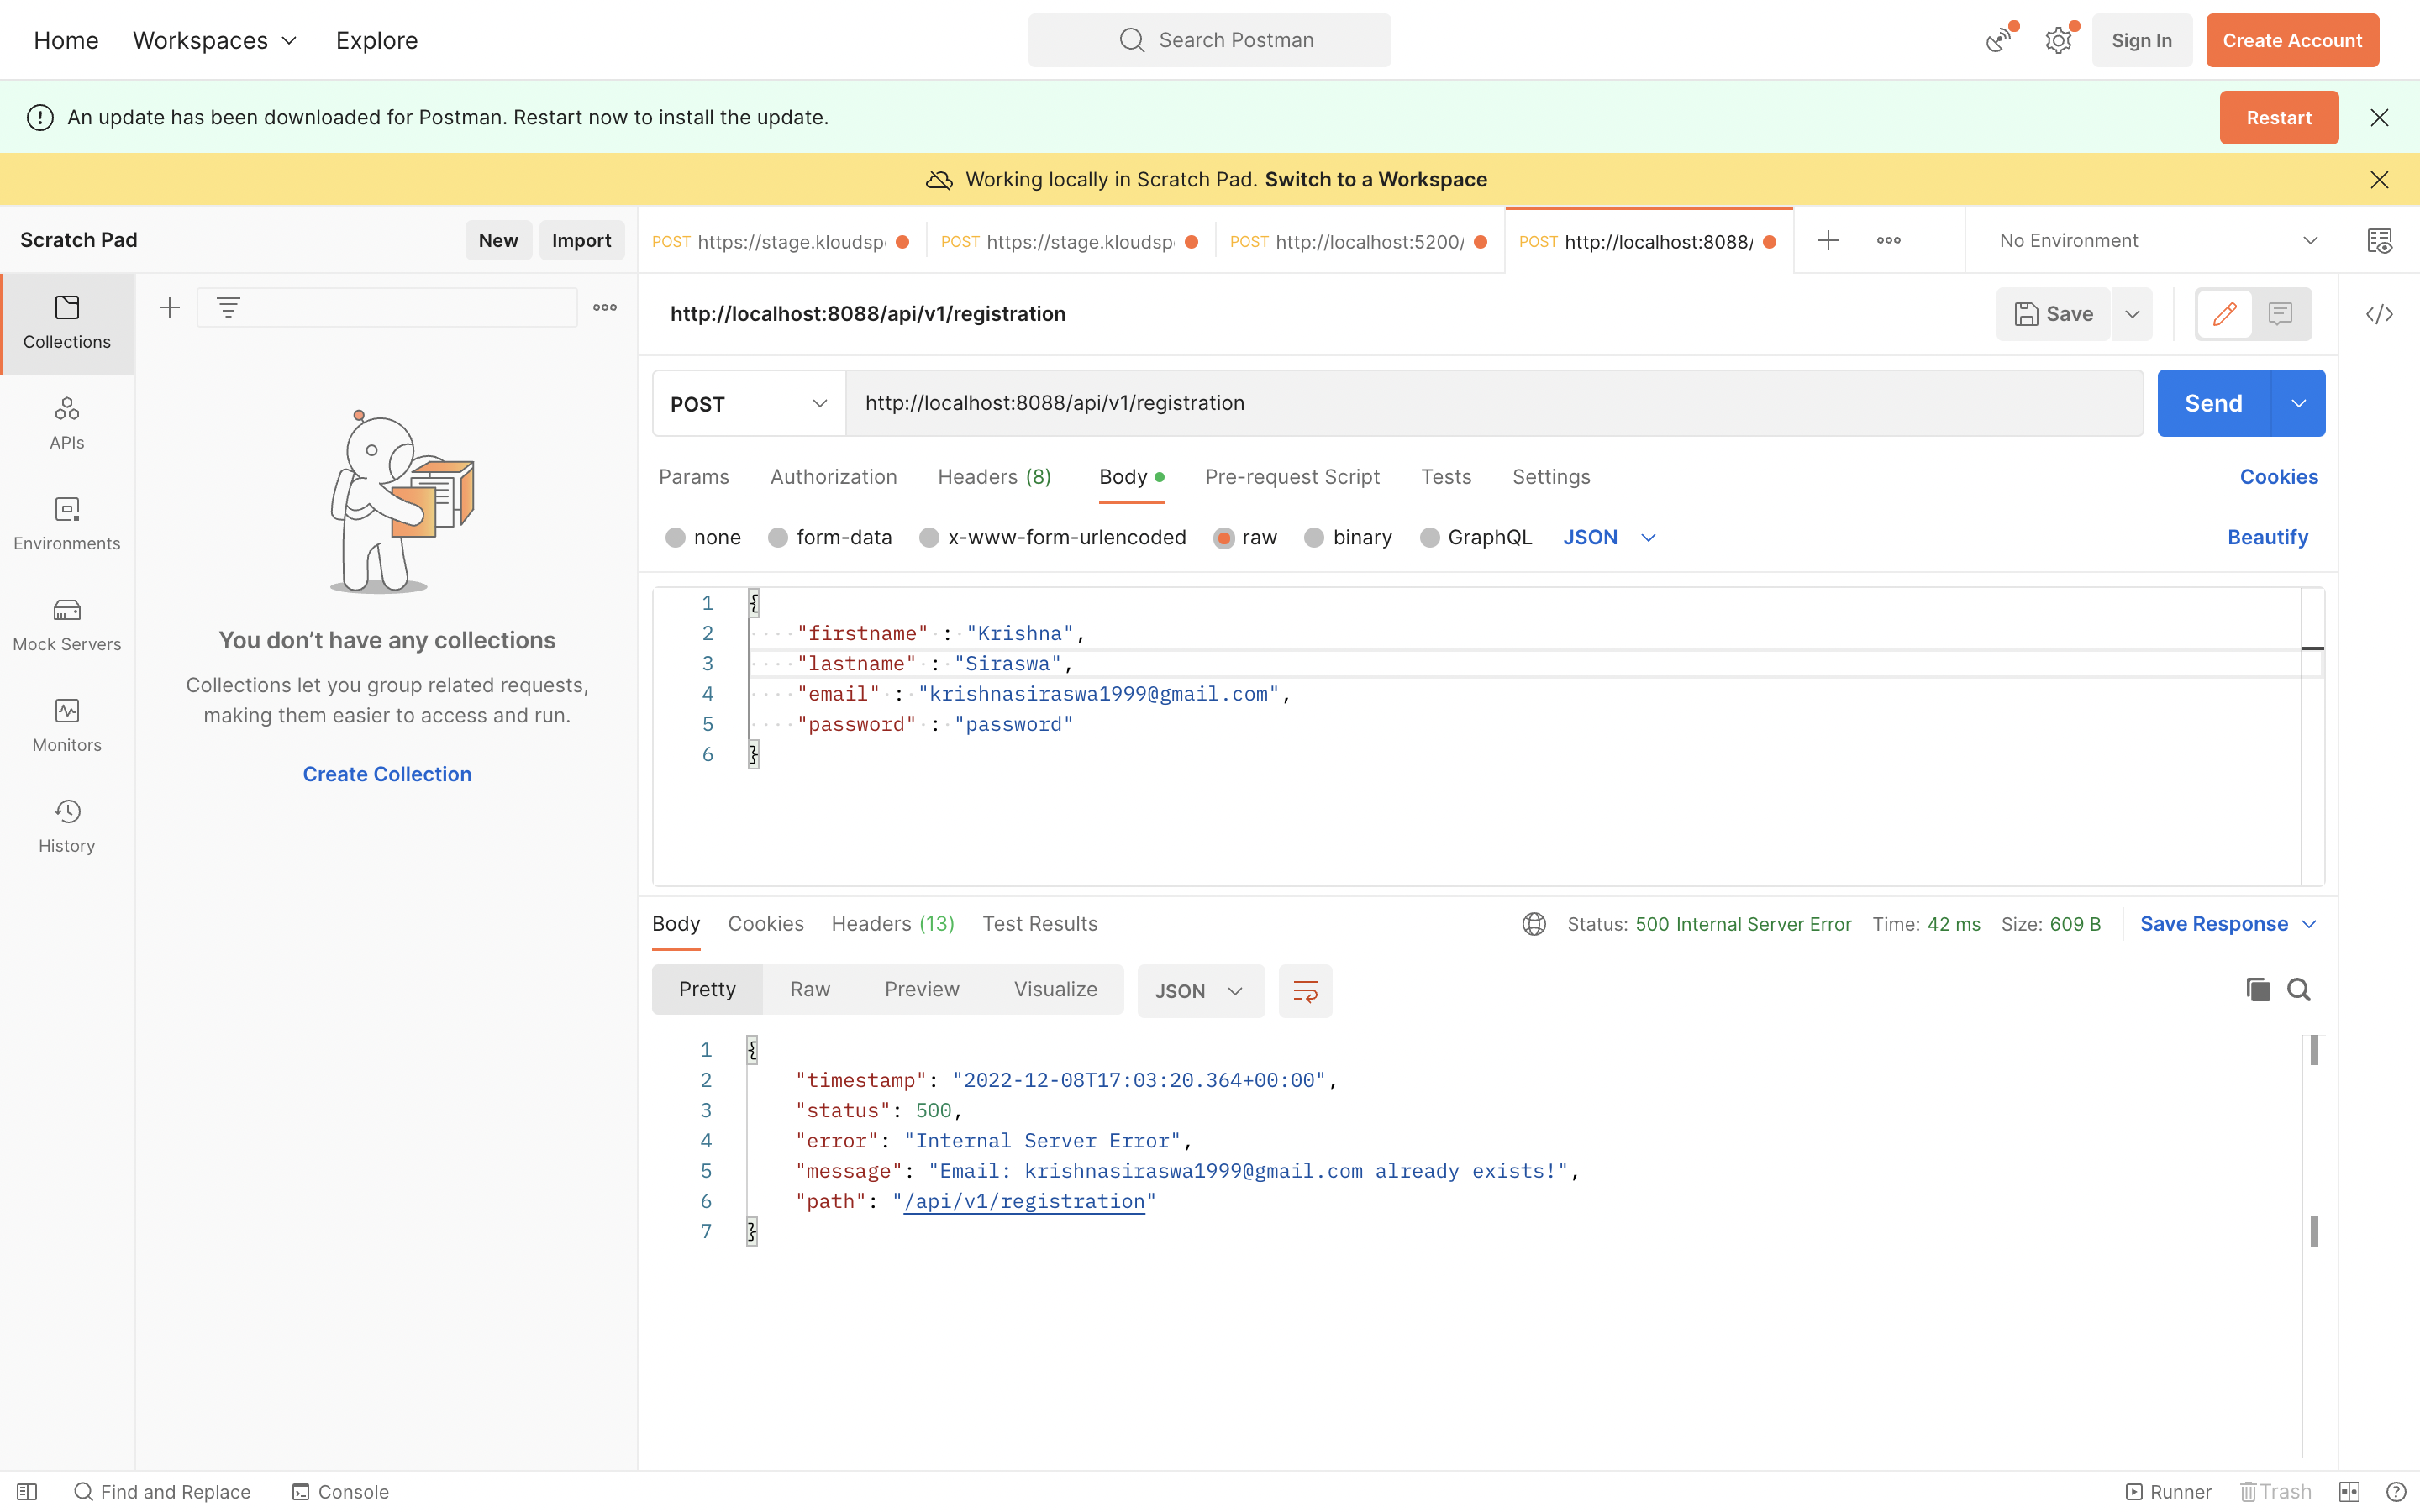 Home Workspaces Explore Search Postman Sign In Create Account
An update has been downloaded for Postman. Restart now to install the update. Restart
Working locally in Scratch Pad. Switch to a Workspace
Scratch Pad New Import
POST https://stage.kloudsp POST https://stage.kloudsp POST http://localhost:5200/ POST http://localhost:8088/ No Environment
Collections
APIs
Environments
Mock Servers
Monitors
History
You don’t have any collections
Collections let you group related requests,
making them easier to access and run.
Create Collection
http://localhost:8088/api/v1/registration Save
POST http://localhost:8088/api/v1/registration Send
Params Authorization Headers (8) Body Pre-request Script Tests Settings Cookies
none form-data x-www-form-urlencoded raw binary GraphQL JSON Beautify
1 {
2 "firstname" : "Krishna",
3 "lastname" : "Siraswa",
4 "email" : "krishnasiraswa1999@gmail.com",
5 "password" : "password"
6 }
Body Cookies Headers (13) Test Results Status: 500 Internal Server Error Time: 42 ms Size: 609 B Save Response
Pretty Raw Preview Visualize JSON
1 {
2 "timestamp": "2022-12-08T17:03:20.364+00:00",
3 "status": 500,
4 "error": "Internal Server Error",
5 "message": "Email: krishnasiraswa1999@gmail.com already exists!",
6 "path": "/api/v1/registration"
7 }
Find and Replace Console Runner Trash